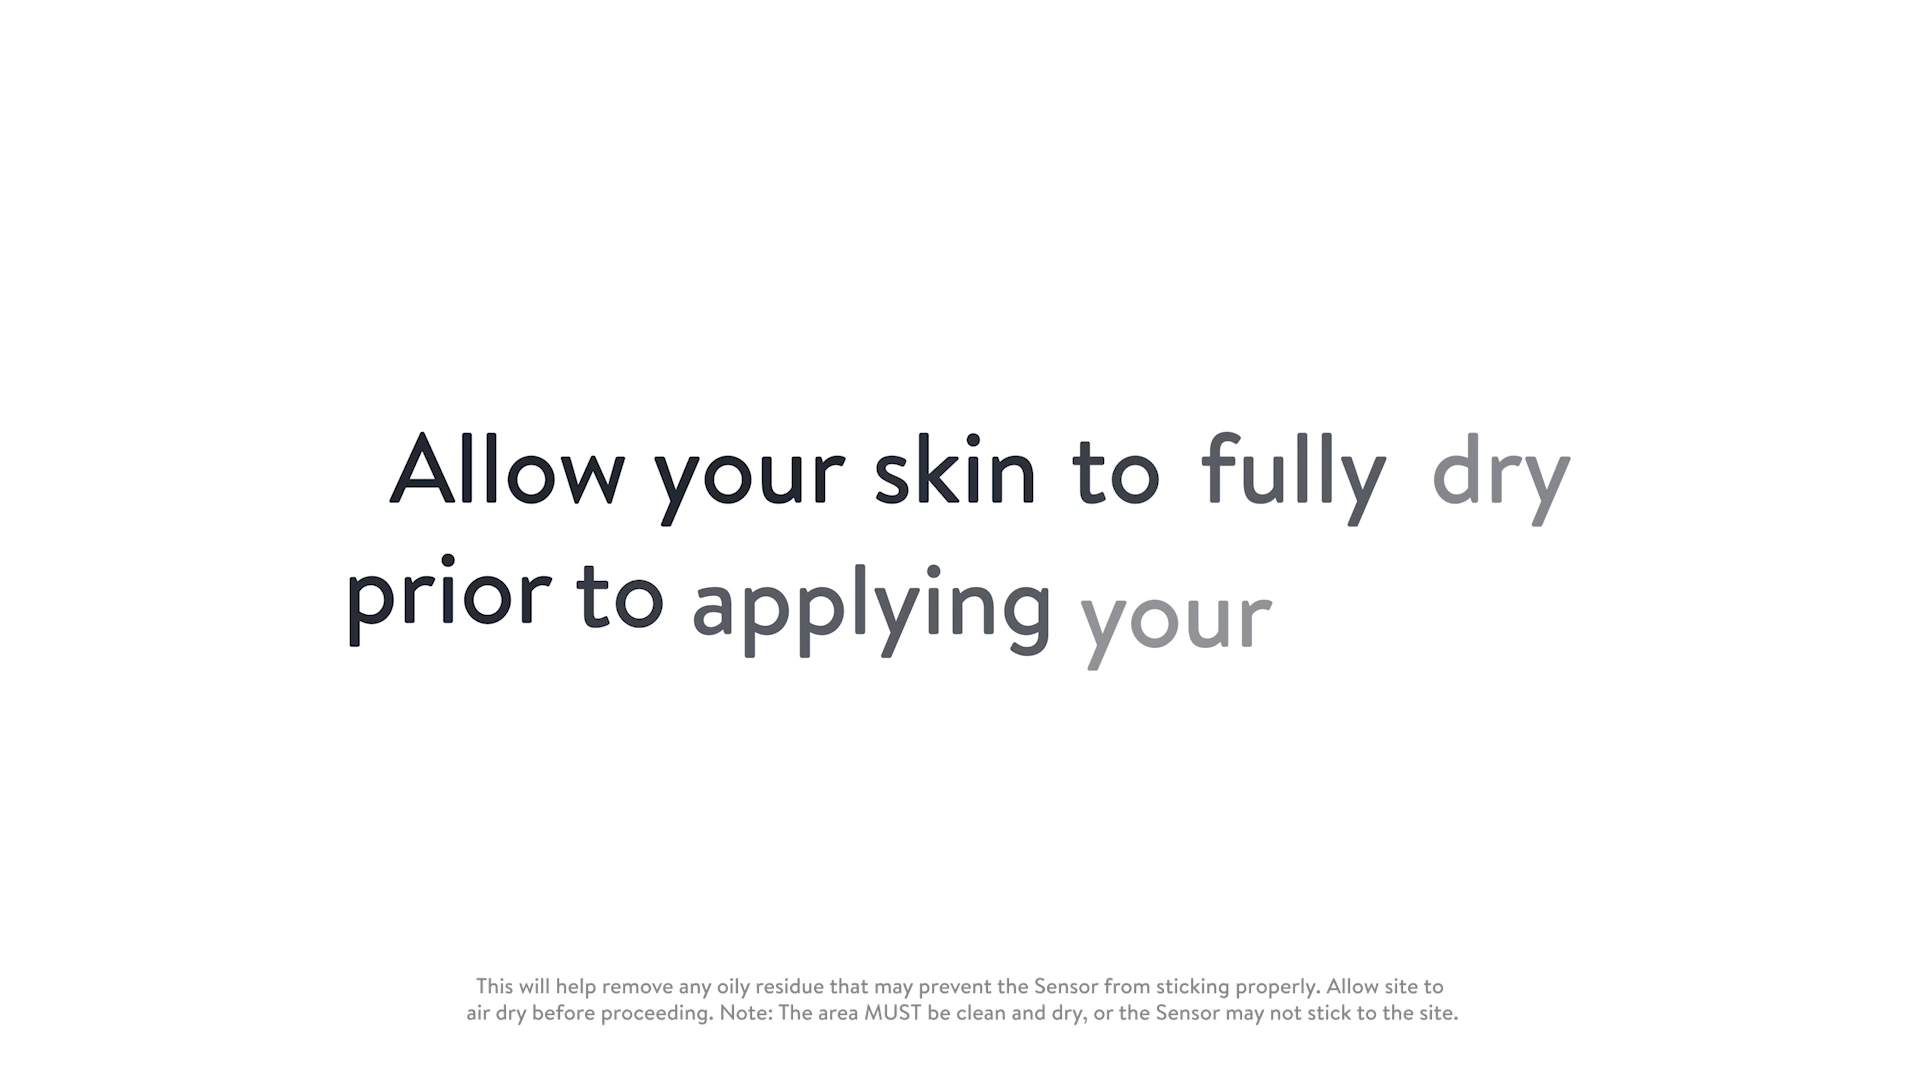 Allow your skin to fully dry
prior to applying your
This will help remove any oily residue that may prevent the Sensor from sticking properly. Allow site to
air dry before proceeding. Note: The area MUST be clean and dry, or the Sensor may not stick to the site.